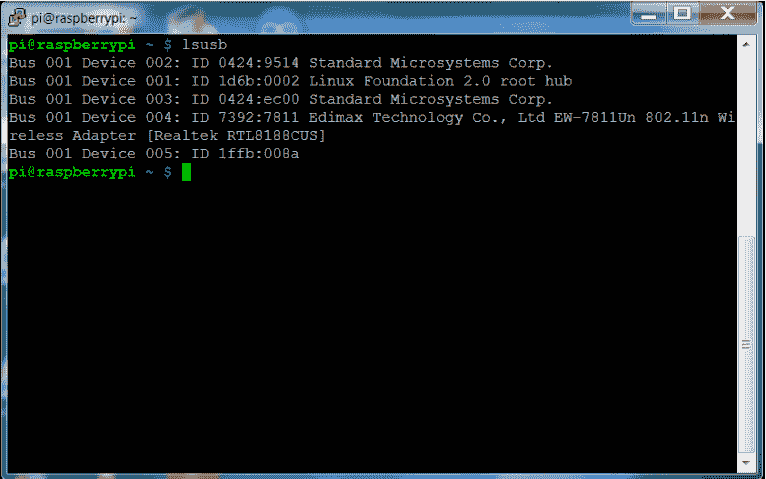 pi@raspberrypi: ~
pi@raspberrypi ~ $ lsusb
Bus 001 Device 002: ID 0424:9514 Standard Microsystems Corp.
Bus 001 Device 001: ID 1d6b:0002 Linux Foundation 2.0 root hub
Bus 001 Device 003: ID 0424:ec00 Standard Microsystems Corp.
Bus 001 Device 004: ID 7392:7811 Edimax Technology Co., Ltd EW-7811Un 802.11n Wi
reless Adapter [Realtek RTL8188CUS]
Bus 001 Device 005: ID 1ffb:008a
pi@raspberrypi ~ $